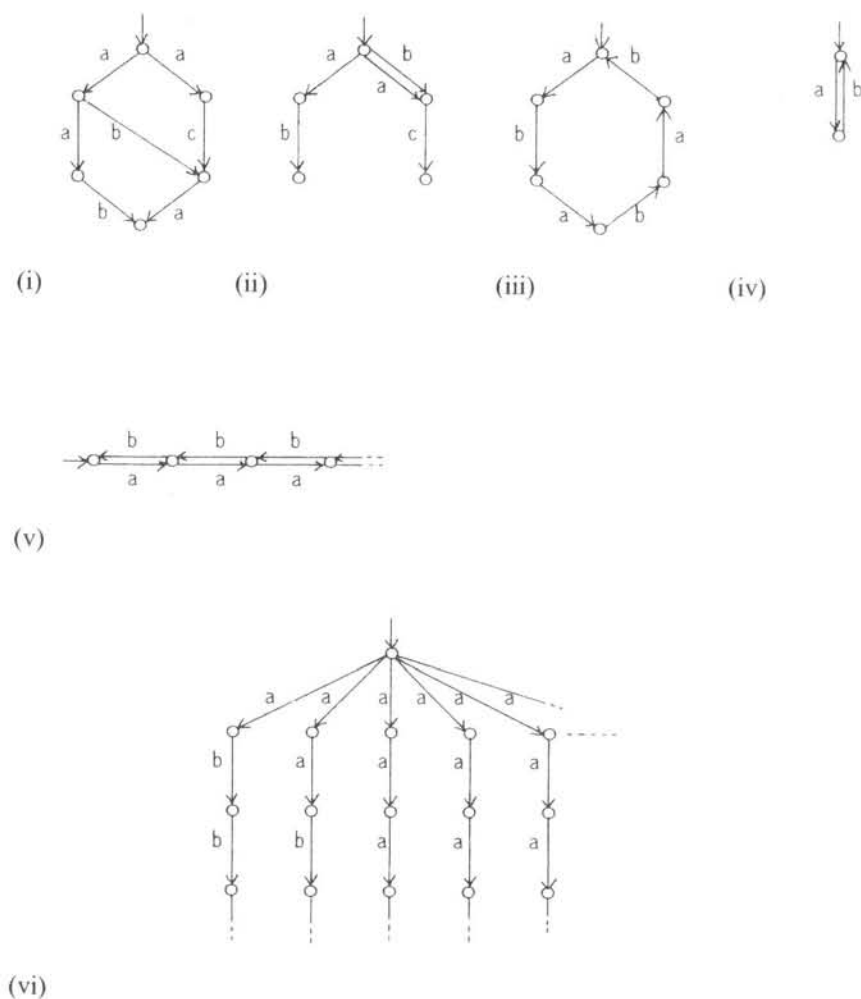 a a b a b
a a b c b a c b a a b
b a a b
(i) (ii) (iii) (iv)
b b b
a a a
(v)
a a a a a a
b a a a a
b b a a a
(vi)